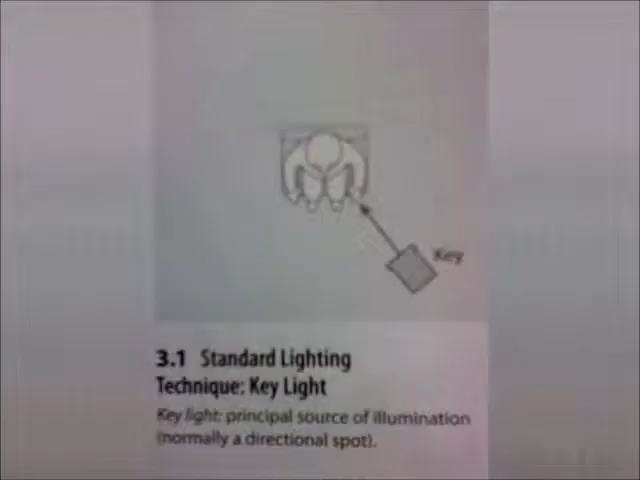 Key
3.1 Standard Lighting
Technique: Key Light
Key light: principal source of illumination
(normally a directional spot).